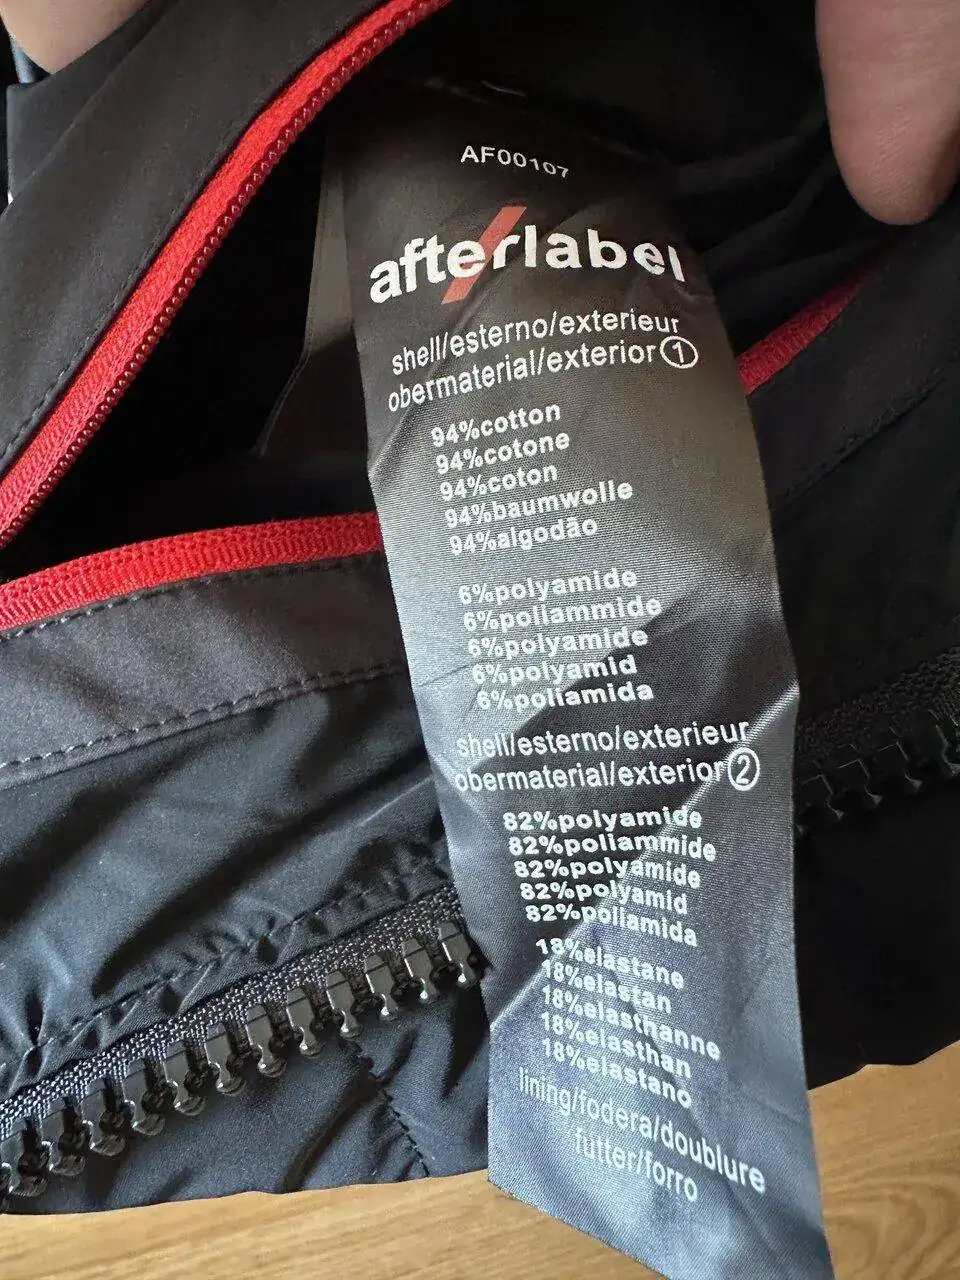 AF00107
afterlabel
shell/esterno/exterieur
obermaterial/exterior 1
94%cotton
94%cotone
94%coton
94%baumwolle
94%algodão
6%polyamide
6%poliammide
6%polyamide
6%polyamid
6%poliamida
shell/esterno/exterieur
obermaterial/exterior 2
82%polyamide
82%poliammide
82%polyamide
82%polyamid
82%poliamida
18%elastane
18%elastan
18%elasthanne
18%elasthan
18%elastano
lining/fodera/doublure
futter/forro